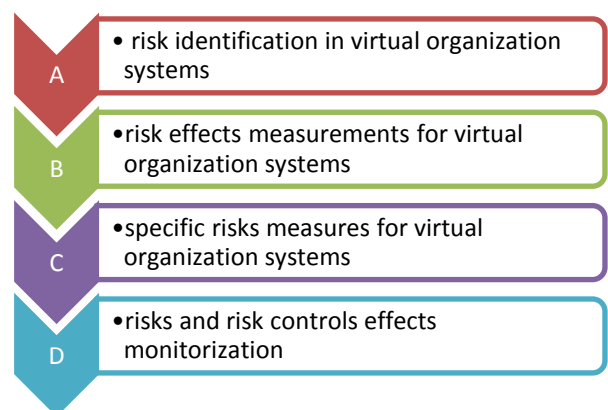 A
• risk identification in virtual organization
systems
B
•risk effects measurements for virtual
organization systems
C
•specific risks measures for virtual
organization systems
D
•risks and risk controls effects
monitorization